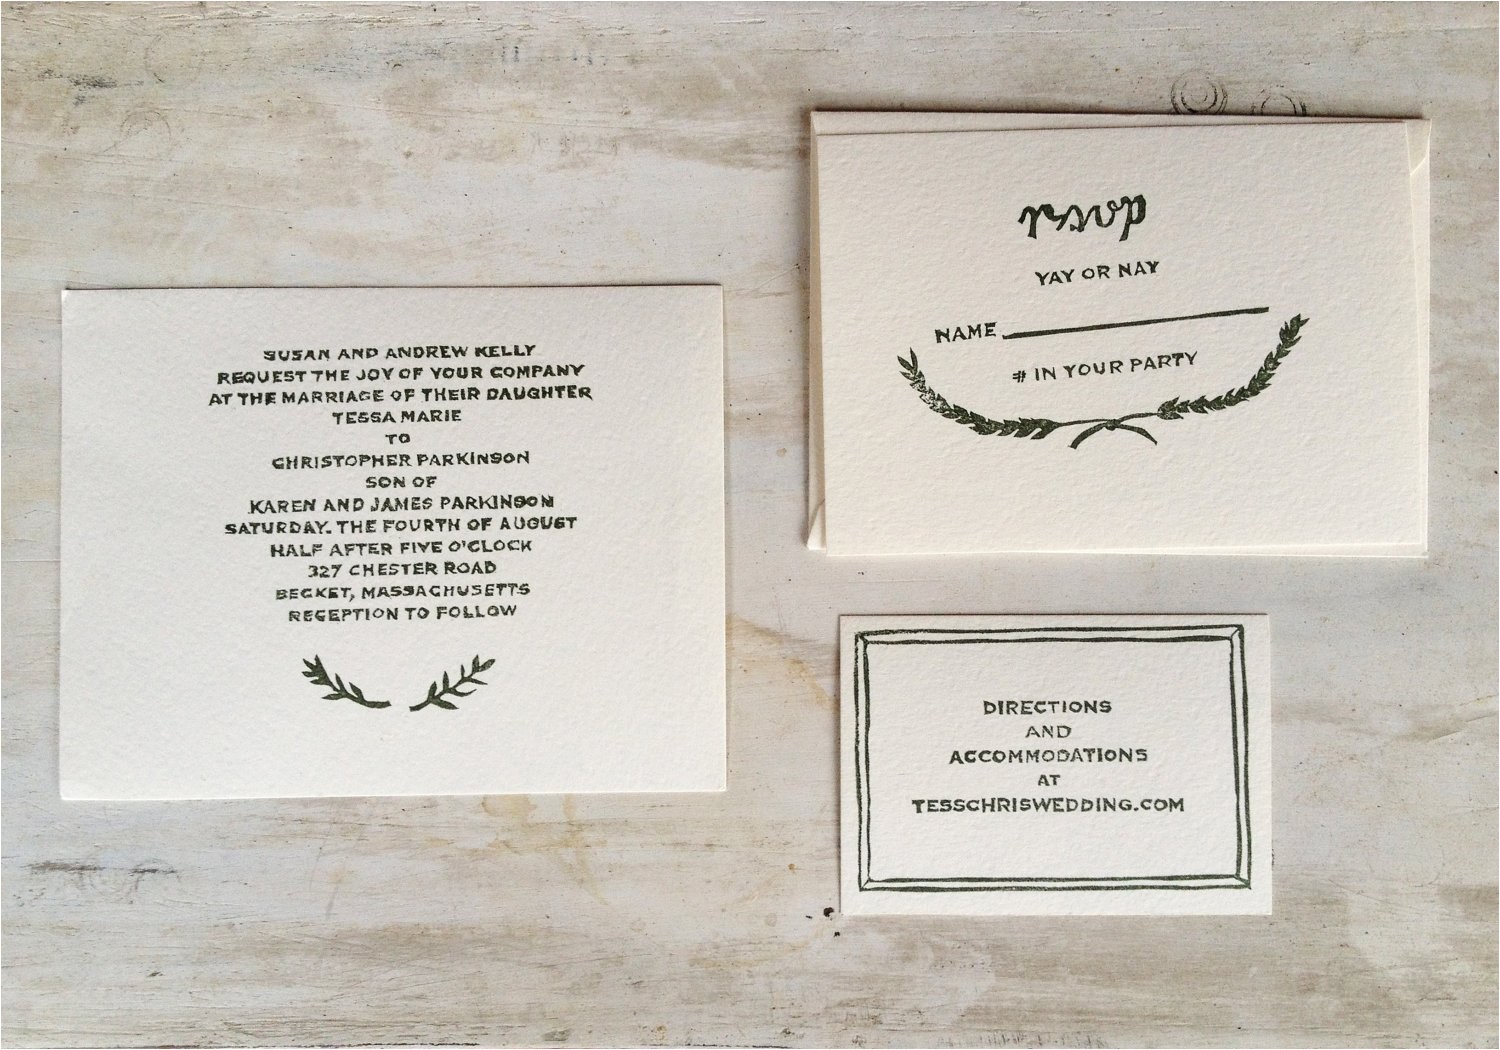 SUSAN AND ANDREW KELLY
REQUEST THE JOY OF YOUR COMPANY
AT THE MARRIAGE OF THEIR DAUGHTER
TESSA MARIE
TO
CHRISTOPHER PARKINSON
SON OF
KAREN AND JAMES PARKINSON
SATURDAY. THE FOURTH OF AUGUST
HALF AFTER FIVE O'CLOCK
327 CHESTER ROAD
BECKET, MASSACHUSETTS
RECEPTION TO FOLLOW
rsvp
YAY OR NAY
NAME
# IN YOUR PARTY
DIRECTIONS
AND
ACCOMMODATIONS
AT
TESSCHRISWEDDING.COM